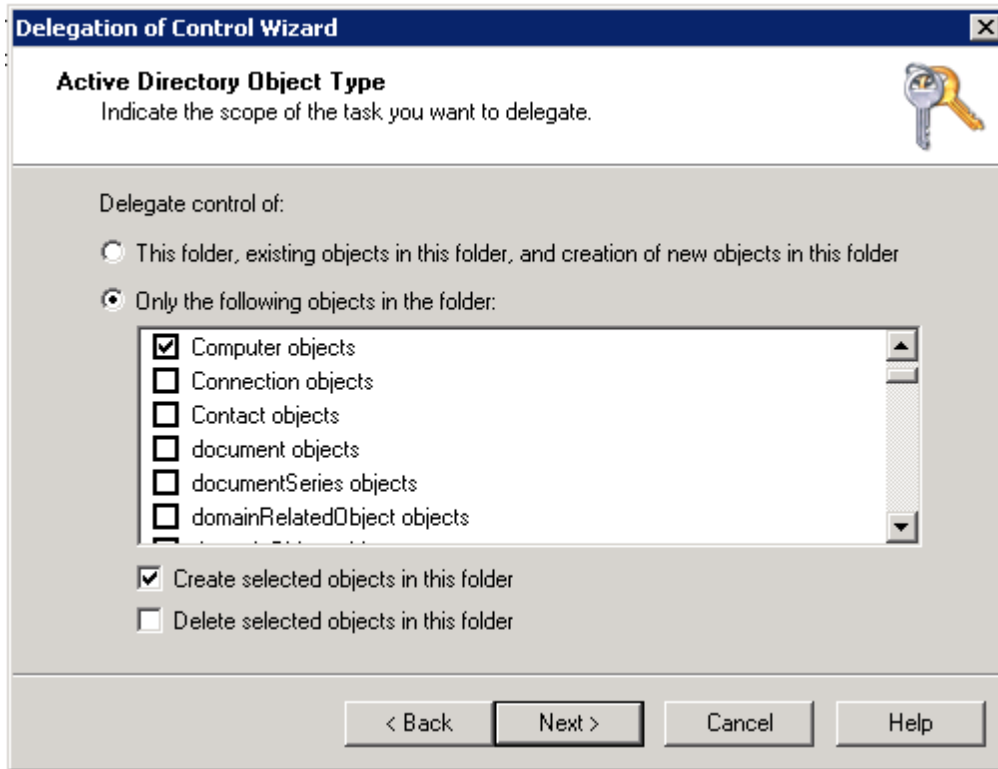 Delegation of Control Wizard
Active Directory Object Type
Indicate the scope of the task you want to delegate.
Delegate control of:
This folder, existing objects in this folder, and creation of new objects in this folder
Only the following objects in the folder:
Computer objects
Connection objects
Contact objects
document objects
documentSeries objects
domainRelatedObject objects
Create selected objects in this folder
Delete selected objects in this folder
< Back Next > Cancel Help